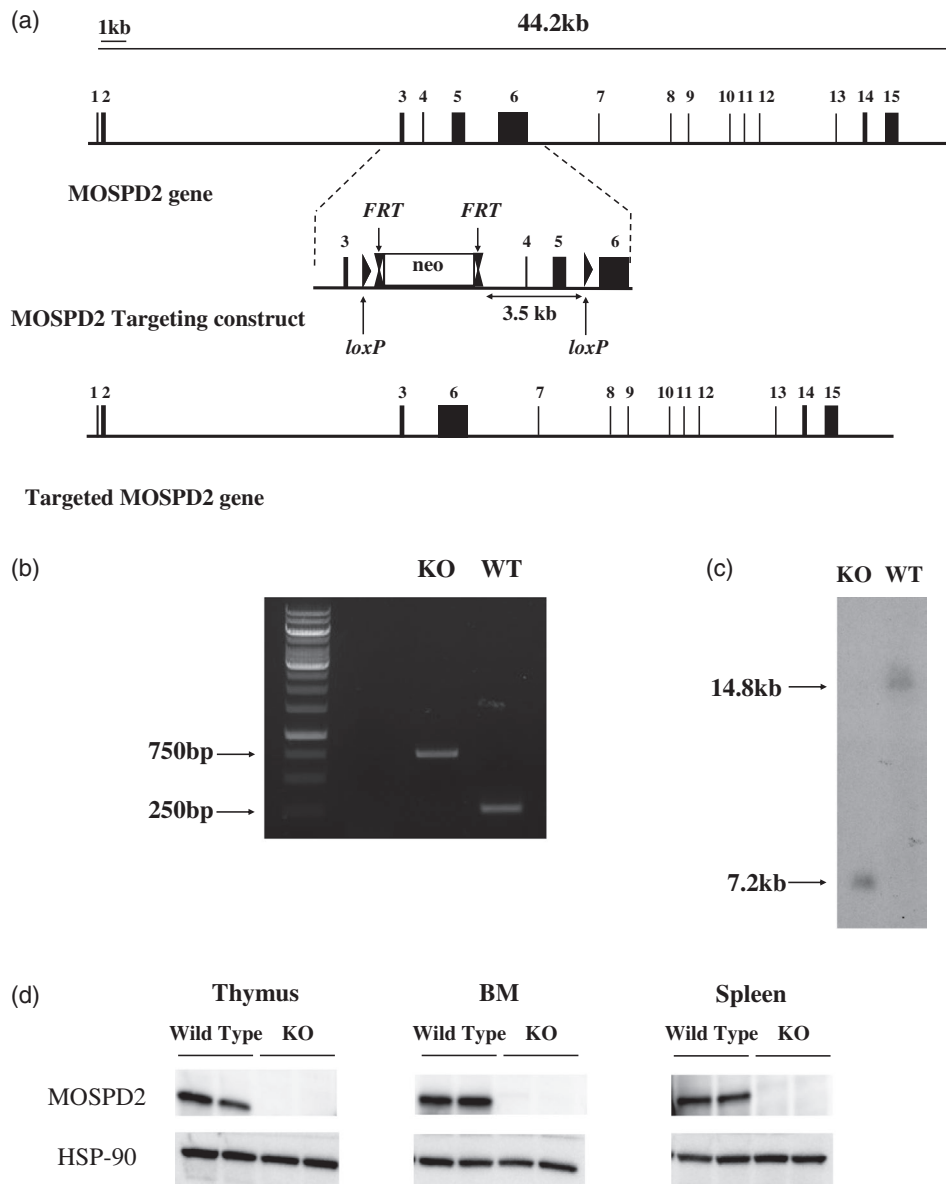 (a)
1kb
44.2kb
1 2 3 4 5 6 7 8 9 10 11 12 13 14 15
MOSPD2 gene
FRT FRT
3 neo 4 5 6
3.5 kb
MOSPD2 Targeting construct
loxP loxP
1 2 3 6 7 8 9 10 11 12 13 14 15
Targeted MOSPD2 gene
(b)
KO WT
750bp
250bp
(c)
KO WT
14.8kb
7.2kb
(d)
Thymus BM Spleen
Wild Type KO Wild Type KO Wild Type KO
MOSPD2
HSP-90